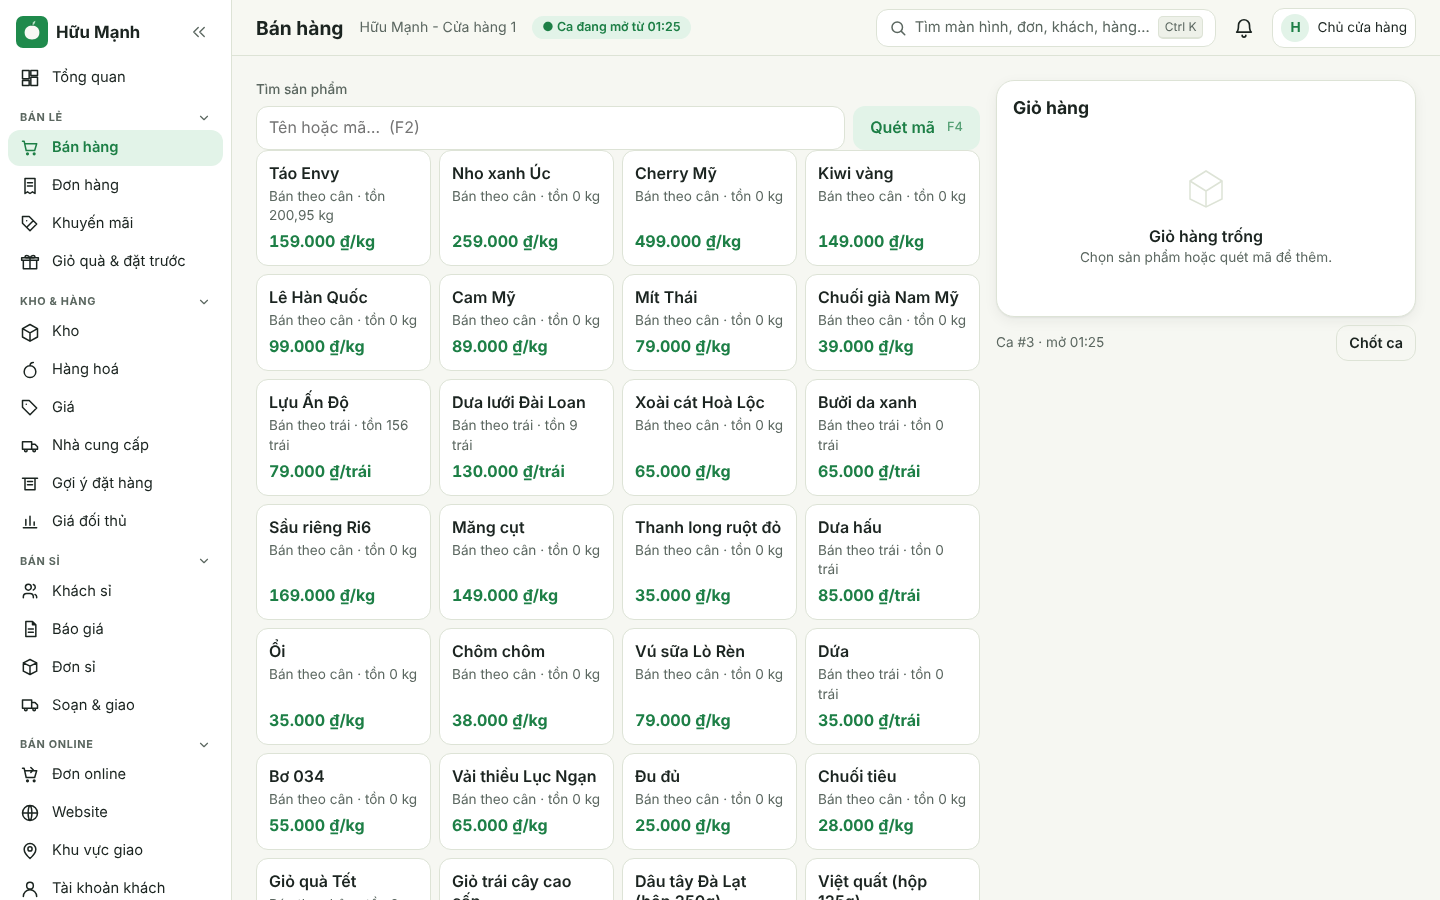 Hữu Mạnh
Tổng quan
BÁN LẺ
Bán hàng
Đơn hàng
Khuyến mãi
Giỏ quà & đặt trước
KHO & HÀNG
Kho
Hàng hoá
Giá
Nhà cung cấp
Gợi ý đặt hàng
Giá đối thủ
BÁN SỈ
Khách sỉ
Báo giá
Đơn sỉ
Soạn & giao
BÁN ONLINE
Đơn online
Website
Khu vực giao
Tài khoản khách
Bán hàng Hữu Mạnh - Cửa hàng 1 Ca đang mở từ 01:25
Tìm màn hình, đơn, khách, hàng... Ctrl K
H Chủ cửa hàng
Tìm sản phẩm
Tên hoặc mã... (F2)
Quét mã F4
Táo Envy
Bán theo cân · tồn
200,95 kg
159.000 ₫/kg
Nho xanh Úc
Bán theo cân · tồn 0 kg
259.000 ₫/kg
Cherry Mỹ
Bán theo cân · tồn 0 kg
499.000 ₫/kg
Kiwi vàng
Bán theo cân · tồn 0 kg
149.000 ₫/kg
Lê Hàn Quốc
Bán theo cân · tồn 0 kg
99.000 ₫/kg
Cam Mỹ
Bán theo cân · tồn 0 kg
89.000 ₫/kg
Mít Thái
Bán theo cân · tồn 0 kg
79.000 ₫/kg
Chuối già Nam Mỹ
Bán theo cân · tồn 0 kg
39.000 ₫/kg
Lựu Ấn Độ
Bán theo trái · tồn 156
trái
79.000 ₫/trái
Dưa lưới Đài Loan
Bán theo trái · tồn 9
trái
130.000 ₫/trái
Xoài cát Hoà Lộc
Bán theo cân · tồn 0 kg
65.000 ₫/kg
Bưởi da xanh
Bán theo trái · tồn 0
trái
65.000 ₫/trái
Sầu riêng Ri6
Bán theo cân · tồn 0 kg
169.000 ₫/kg
Măng cụt
Bán theo cân · tồn 0 kg
149.000 ₫/kg
Thanh long ruột đỏ
Bán theo cân · tồn 0 kg
35.000 ₫/kg
Dưa hấu
Bán theo trái · tồn 0
trái
85.000 ₫/trái
Ổi
Bán theo cân · tồn 0 kg
35.000 ₫/kg
Chôm chôm
Bán theo cân · tồn 0 kg
38.000 ₫/kg
Vú sữa Lò Rèn
Bán theo cân · tồn 0 kg
79.000 ₫/kg
Dứa
Bán theo trái · tồn 0
trái
35.000 ₫/trái
Bơ 034
Bán theo cân · tồn 0 kg
55.000 ₫/kg
Vải thiều Lục Ngạn
Bán theo cân · tồn 0 kg
65.000 ₫/kg
Đu đủ
Bán theo cân · tồn 0 kg
25.000 ₫/kg
Chuối tiêu
Bán theo cân · tồn 0 kg
28.000 ₫/kg
Giỏ quà Tết
Giỏ trái cây cao
cấp
Dâu tây Đà Lạt
(hộp 250g)
Việt quất (hộp
125g)
Giỏ hàng
Giỏ hàng trống
Chọn sản phẩm hoặc quét mã để thêm.
Ca #3 · mở 01:25
Chốt ca